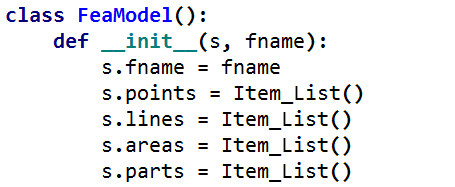 class FeaModel():
    def __init__(s, fname):
        s.fname = fname
        s.points = Item_List()
        s.lines = Item_List()
        s.areas = Item_List()
        s.parts = Item_List()